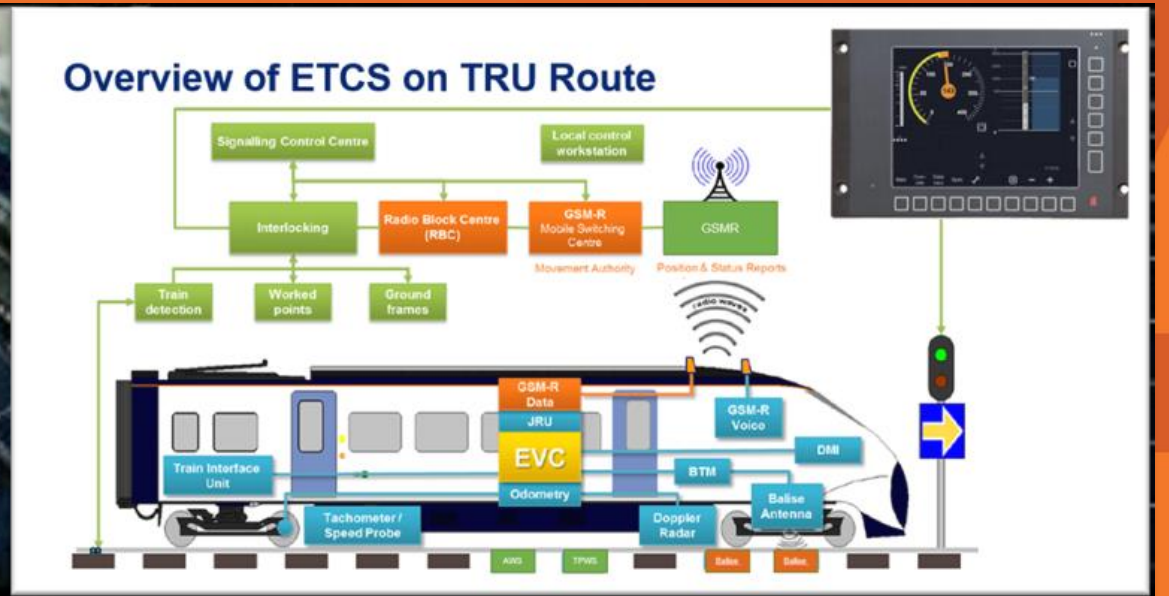 Overview of ETCS on TRU Route
Signalling Control Centre
Local control
workstation
Interlocking
Radio Block Centre
(RBC)
GSM-R
Mobile Switching
Centre
GSMR
Movement Authority
Position & Status Reports
Train
detection
Worked
points
Ground
frames
radio waves
GSM-R
Data
JRU
EVC
Odometry
GSM-R
Voice
DMI
BTM
Train Interface
Unit
Balise
Antenna
Tachometer /
Speed Probe
Doppler
Radar
AWS
TPWS
Balise
Balise